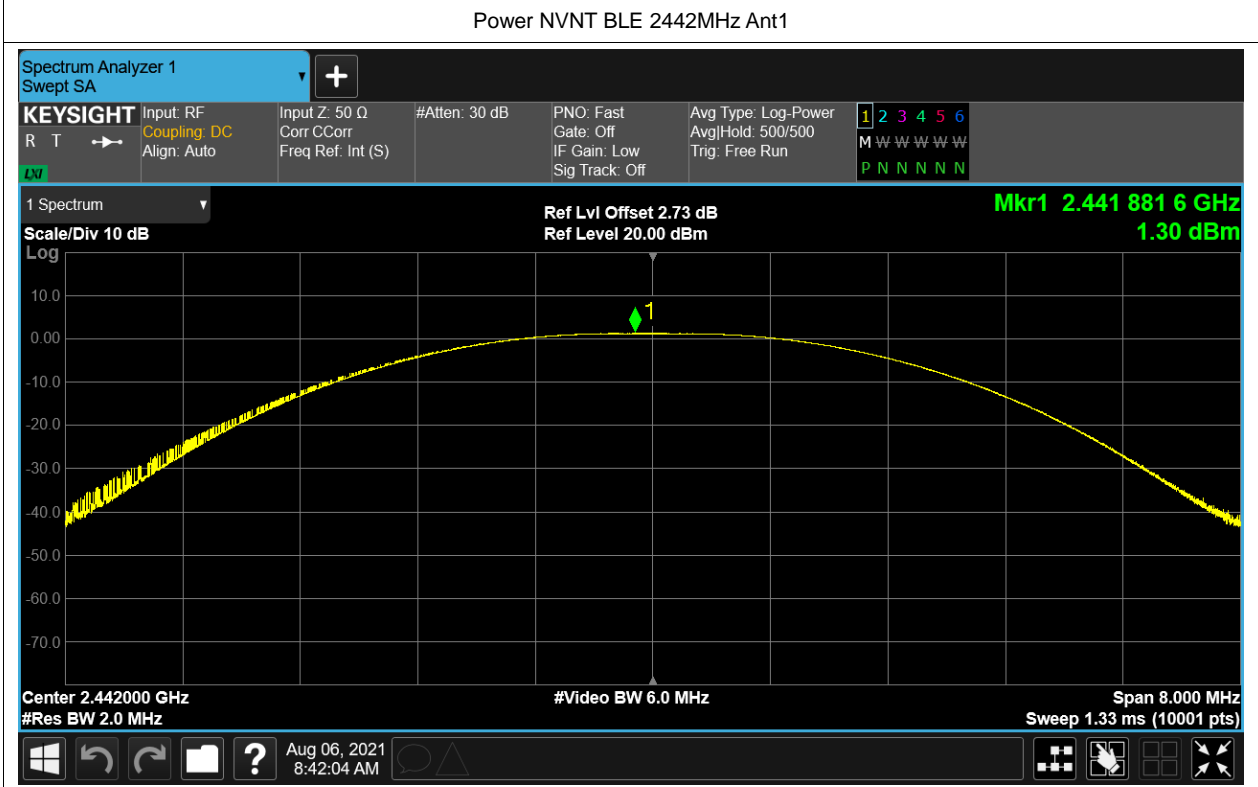 Power NVNT BLE 2442MHz Ant1
Spectrum Analyzer 1
Swept SA
KEYSIGHT
R T
LXI
Input: RF
Coupling: DC
Align: Auto
Input Z: 50 Ω
Corr CCorr
Freq Ref: Int (S)
#Atten: 30 dB
PNO: Fast
Gate: Off
IF Gain: Low
Sig Track: Off
Avg Type: Log-Power
Avg|Hold: 500/500
Trig: Free Run
1 2 3 4 5 6
M W W W W W
P N N N N N
1 Spectrum
Scale/Div 10 dB
Log
Ref Lvl Offset 2.73 dB
Ref Level 20.00 dBm
Mkr1 2.441 881 6 GHz
1.30 dBm
10.0
0.00
-10.0
-20.0
-30.0
-40.0
-50.0
-60.0
-70.0
1
Center 2.442000 GHz
#Res BW 2.0 MHz
#Video BW 6.0 MHz
Span 8.000 MHz
Sweep 1.33 ms (10001 pts)
?
Aug 06, 2021
8:42:04 AM